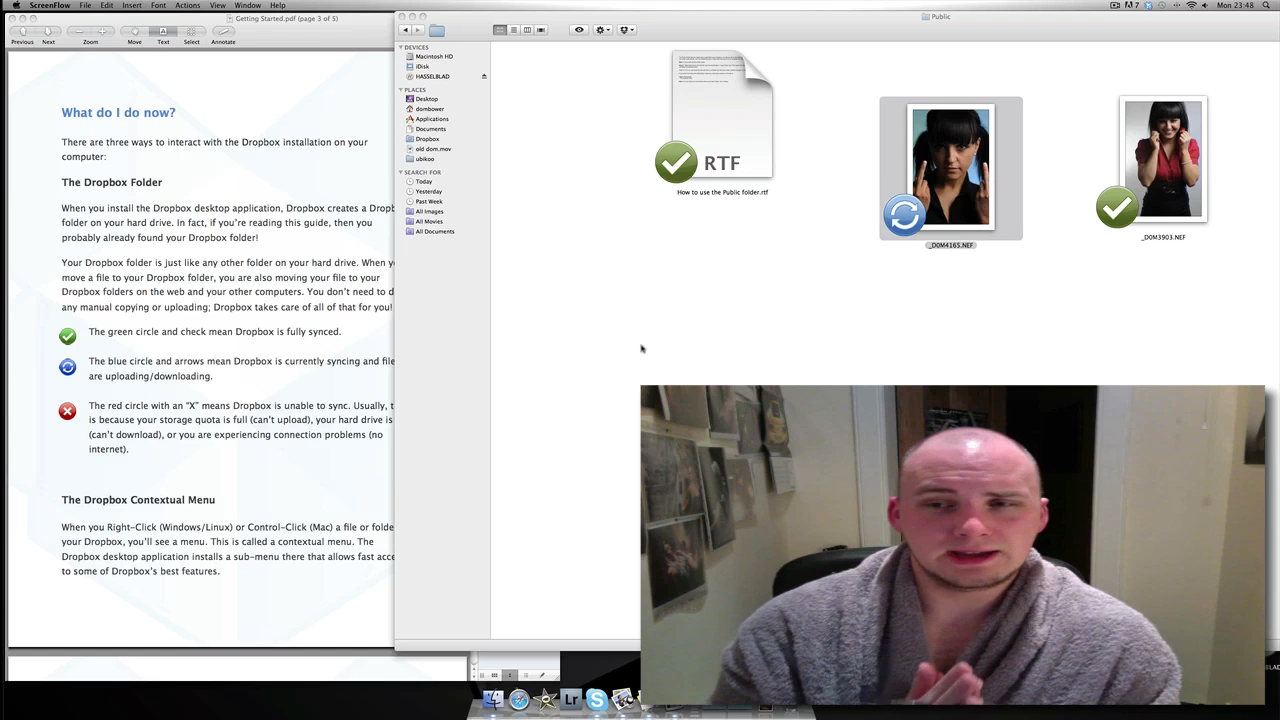 ScreenFlow File Edit Insert Font Actions View Window Help
7 Mon 23:48
Getting Started.pdf (page 3 of 5)
Previous Next Zoom Move Text Select Annotate
What do I do now?
There are three ways to interact with the Dropbox installation on your
computer:
The Dropbox Folder
When you install the Dropbox desktop application, Dropbox creates a Dropb
folder on your hard drive. In fact, if you're reading this guide, then you
probably already found your Dropbox folder!
Your Dropbox folder is just like any other folder on your hard drive. When y
move a file to your Dropbox folder, you are also moving your file to your
Dropbox folders on the web and your other computers. You don't need to d
any manual copying or uploading; Dropbox takes care of all of that for you!
The green circle and check mean Dropbox is fully synced.
The blue circle and arrows mean Dropbox is currently syncing and file
are uploading/downloading.
The red circle with an “X” means Dropbox is unable to sync. Usually, t
is because your storage quota is full (can't upload), your hard drive is
(can't download), or you are experiencing connection problems (no
internet).
The Dropbox Contextual Menu
When you Right-Click (Windows/Linux) or Control-Click (Mac) a file or folde
your Dropbox, you'll see a menu. This is called a contextual menu. The
Dropbox desktop application installs a sub-menu there that allows fast acce
to some of Dropbox's best features.
Public
DEVICES
Macintosh HD
iDisk
HASSELBLAD
PLACES
Desktop
dombower
Applications
Documents
Dropbox
old dom.mov
ubikoo
SEARCH FOR
Today
Yesterday
Past Week
All Images
All Movies
All Documents
RTF
How to use the Public folder.rtf
_D0M4165.NEF
_D0M3903.NEF
Lr
BLAD